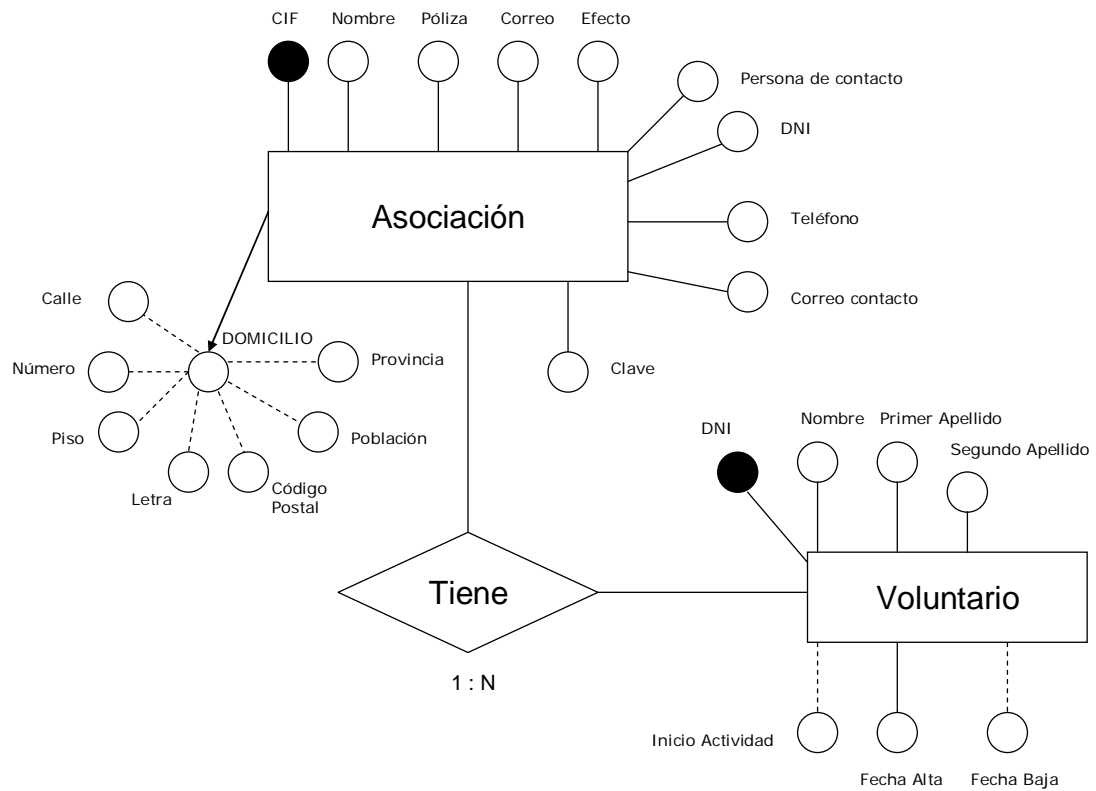 CIF
Nombre
Póliza
Correo
Efecto
Persona de contacto
DNI
Asociación
Teléfono
Correo contacto
Calle
DOMICILIO
Provincia
Número
Clave
Piso
Población
Letra
Código
Postal
DNI
Nombre
Primer Apellido
Segundo Apellido
Tiene
Voluntario
1 : N
Inicio Actividad
Fecha Alta
Fecha Baja